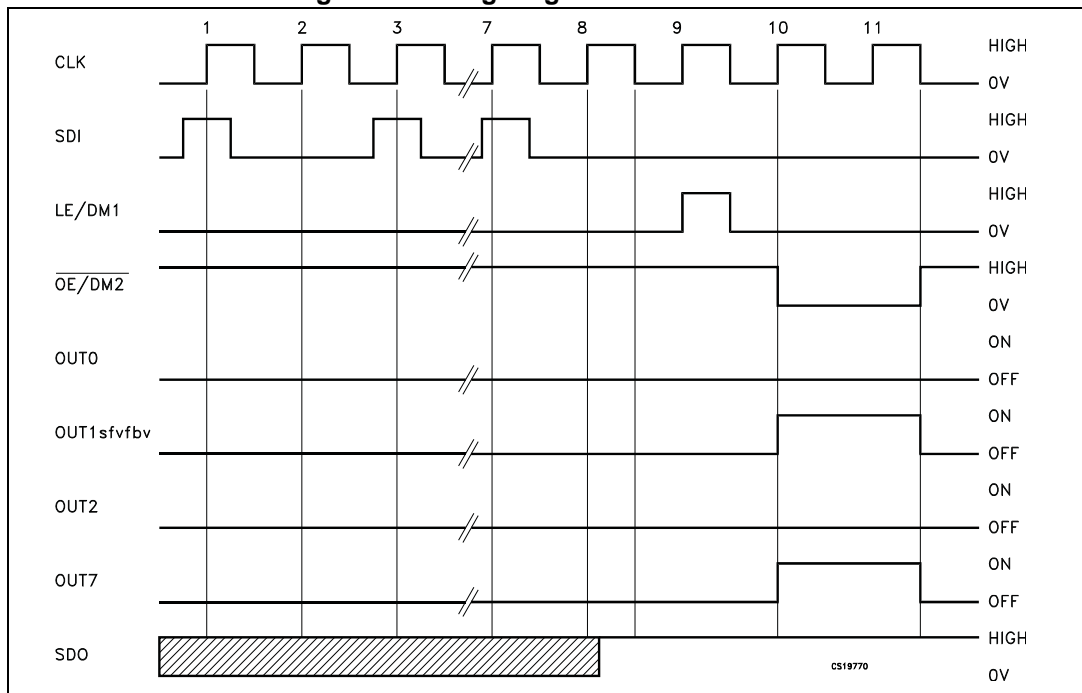 1 2 3 7 8 9 10 11
CLK
HIGH
0V
SDI
HIGH
0V
LE/DM1
HIGH
0V
OE/DM2
HIGH
0V
OUT0
ON
OFF
OUT1sfvfbv
ON
OFF
OUT2
ON
OFF
OUT7
ON
OFF
SDO
HIGH
0V
CS19770